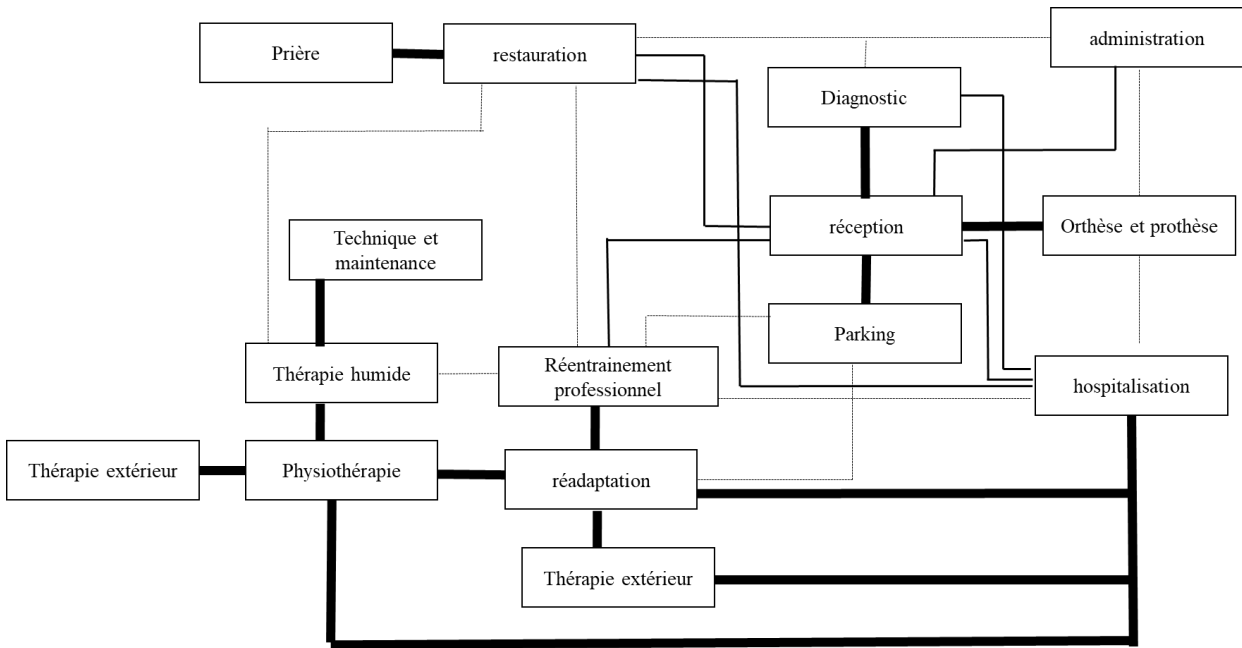 Prière
restauration
administration
Diagnostic
réception
Orthèse et prothèse
Technique et
maintenance
Parking
Thérapie humide
Réentrainement
professionnel
hospitalisation
Thérapie extérieur
Physiothérapie
réadaptation
Thérapie extérieur